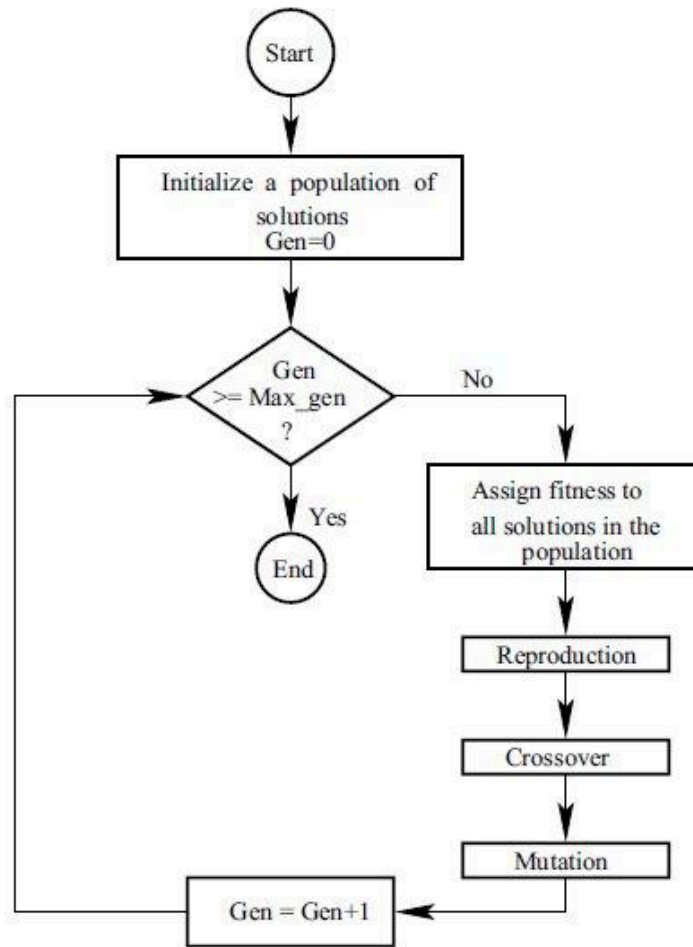 Start
Initialize a population of
solutions
Gen=0
Gen
>= Max_gen
?
No
Yes
End
Assign fitness to
all solutions in the
population
Reproduction
Crossover
Mutation
Gen = Gen+1